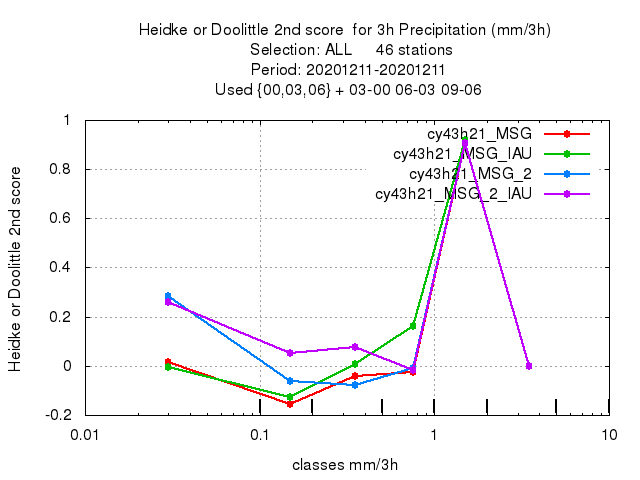 Heidke or Doolittle 2nd score  for 3h Precipitation (mm/3h)
Selection: ALL     46 stations
Period: 20201211-20201211
Used {00,03,06} + 03-00 06-03 09-06
cy43h21_MSG
cy43h21_MSG_IAU
cy43h21_MSG_2
cy43h21_MSG_2_IAU
Heidke or Doolittle 2nd score
1
0.8
0.6
0.4
0.2
0
-0.2
0.01
0.1
1
10
classes mm/3h